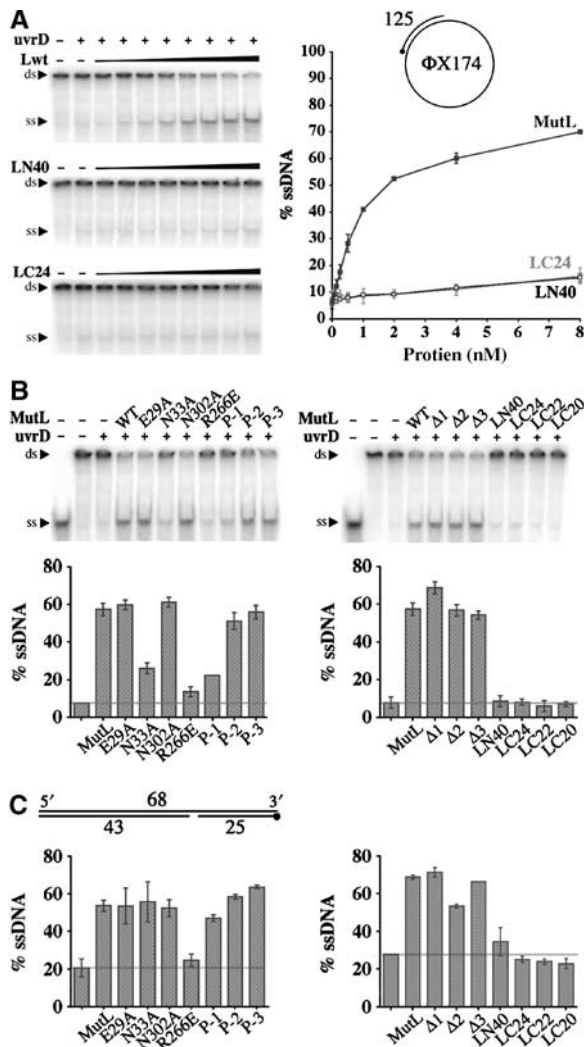 A
uvrD – + + + + + + + + +
Lwt – –
ds
ss
LN40 – –
ds
ss
LC24 – –
ds
ss
125
ΦX174
100
90
80
70
60
50
40
30
20
10
0
% ssDNA
MutL
LC24
LN40
0 1 2 3 4 5 6 7 8
Protien (nM)
B
MutL – – – WT E29A N33A N302A R266E P-1 P-2 P-3
uvrD – – + + + + + + + + +
ds
ss
MutL – – – WT Δ1 Δ2 Δ3 LN40 LC24 LC22 LC20
uvrD – – + + + + + + + + +
ds
ss
80
60
40
20
0
% ssDNA
MutL E29A N33A N302A R266E P-1 P-2 P-3
80
60
40
20
0
% ssDNA
MutL Δ1 Δ2 Δ3 LN40 LC24 LC22 LC20
C
5′ 68 3′
43 25
80
60
40
20
0
% ssDNA
MutL E29A N33A N302A R266E P-1 P-2 P-3
80
60
40
20
0
% ssDNA
MutL Δ1 Δ2 Δ3 LN40 LC24 LC22 LC20